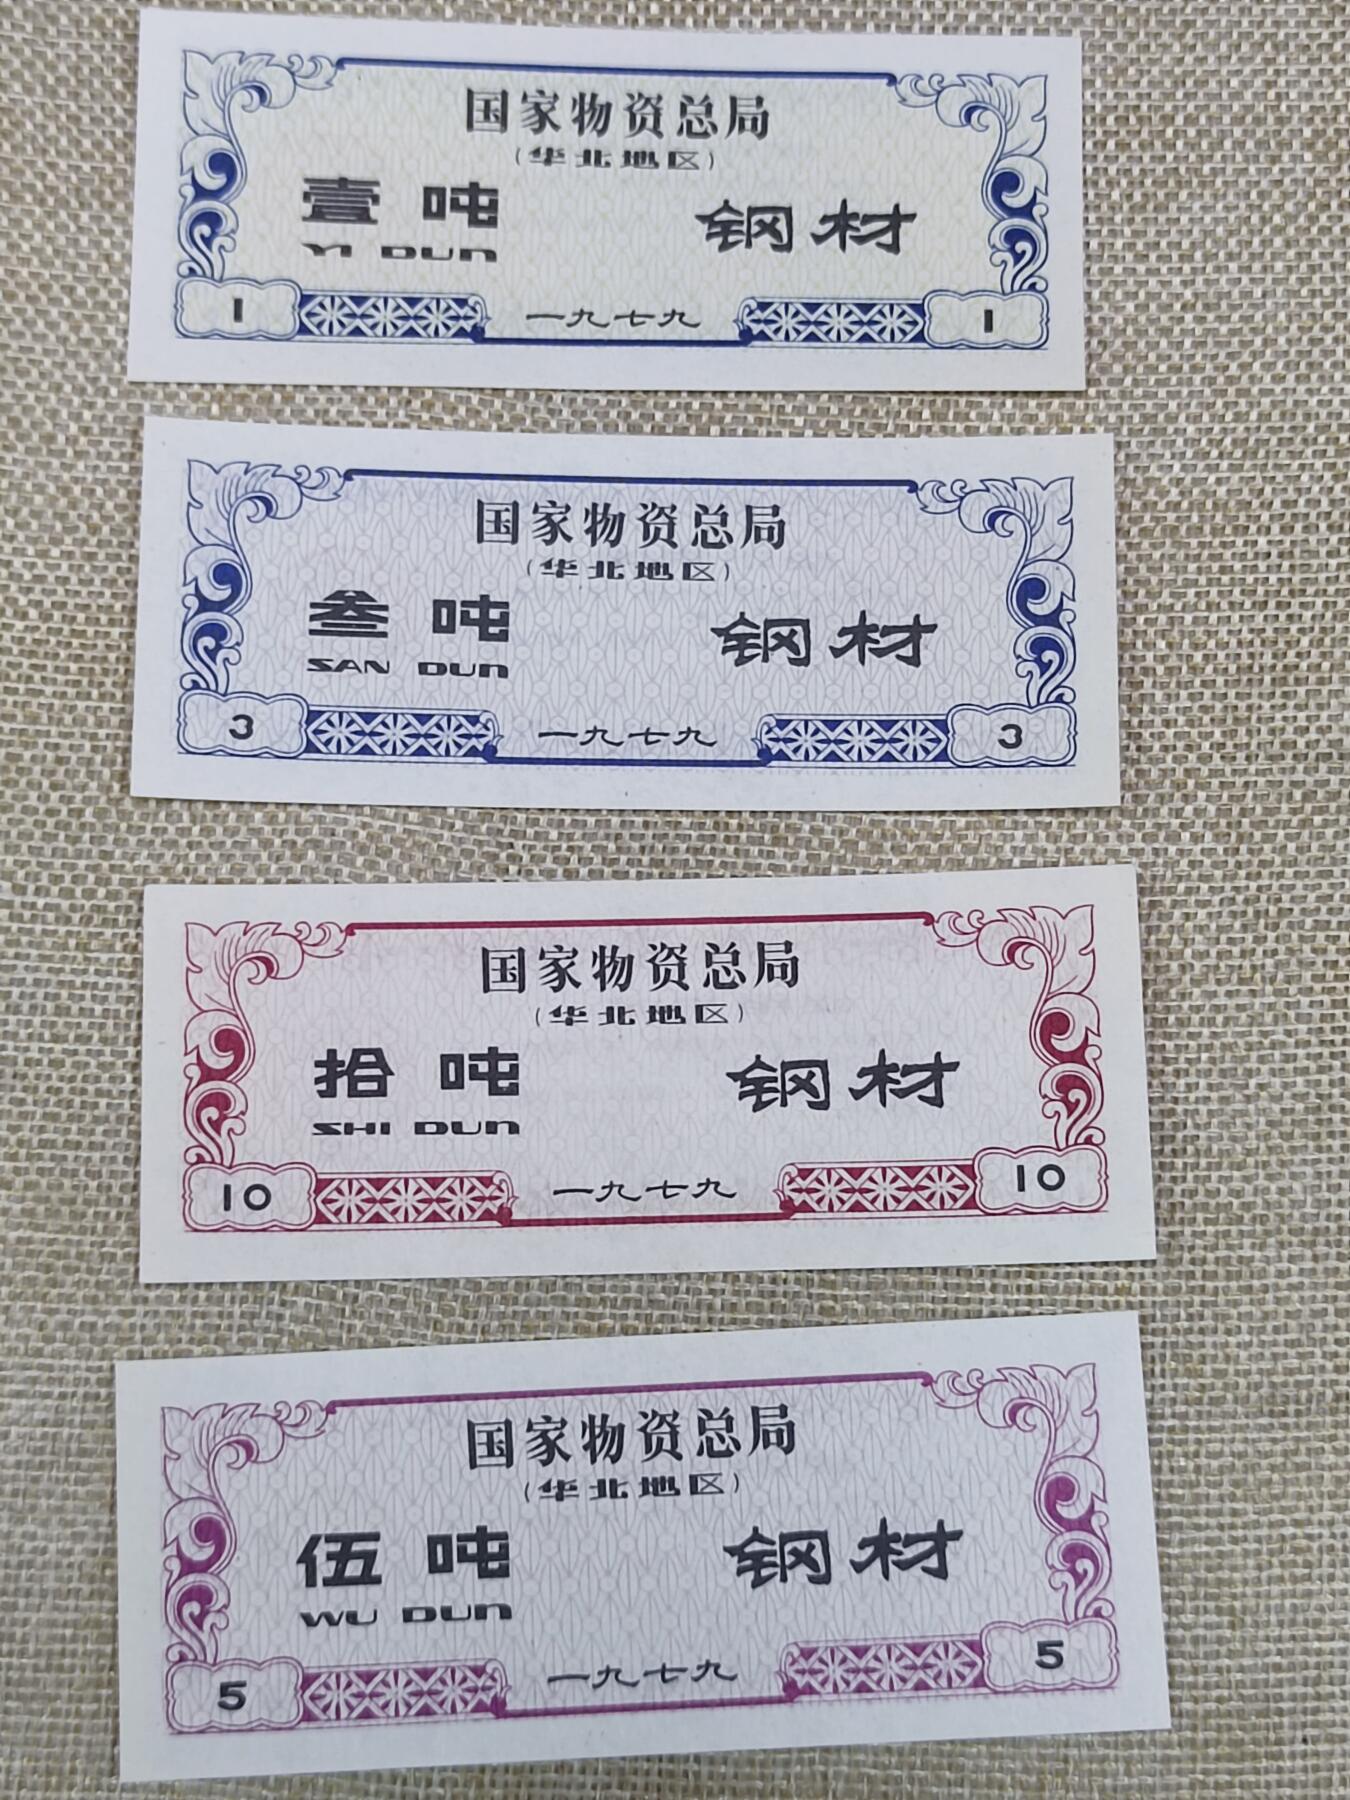 国家物资总局
(华北地区)
壹吨 钢材
YI DUN
1 一九七九 1
国家物资总局
(华北地区)
叁吨 钢材
SAN DUN
3 一九七九 3
国家物资总局
(华北地区)
拾吨 钢材
SHI DUN
10 一九七九 10
国家物资总局
(华北地区)
伍吨 钢材
WU DUN
5 一九七九 5